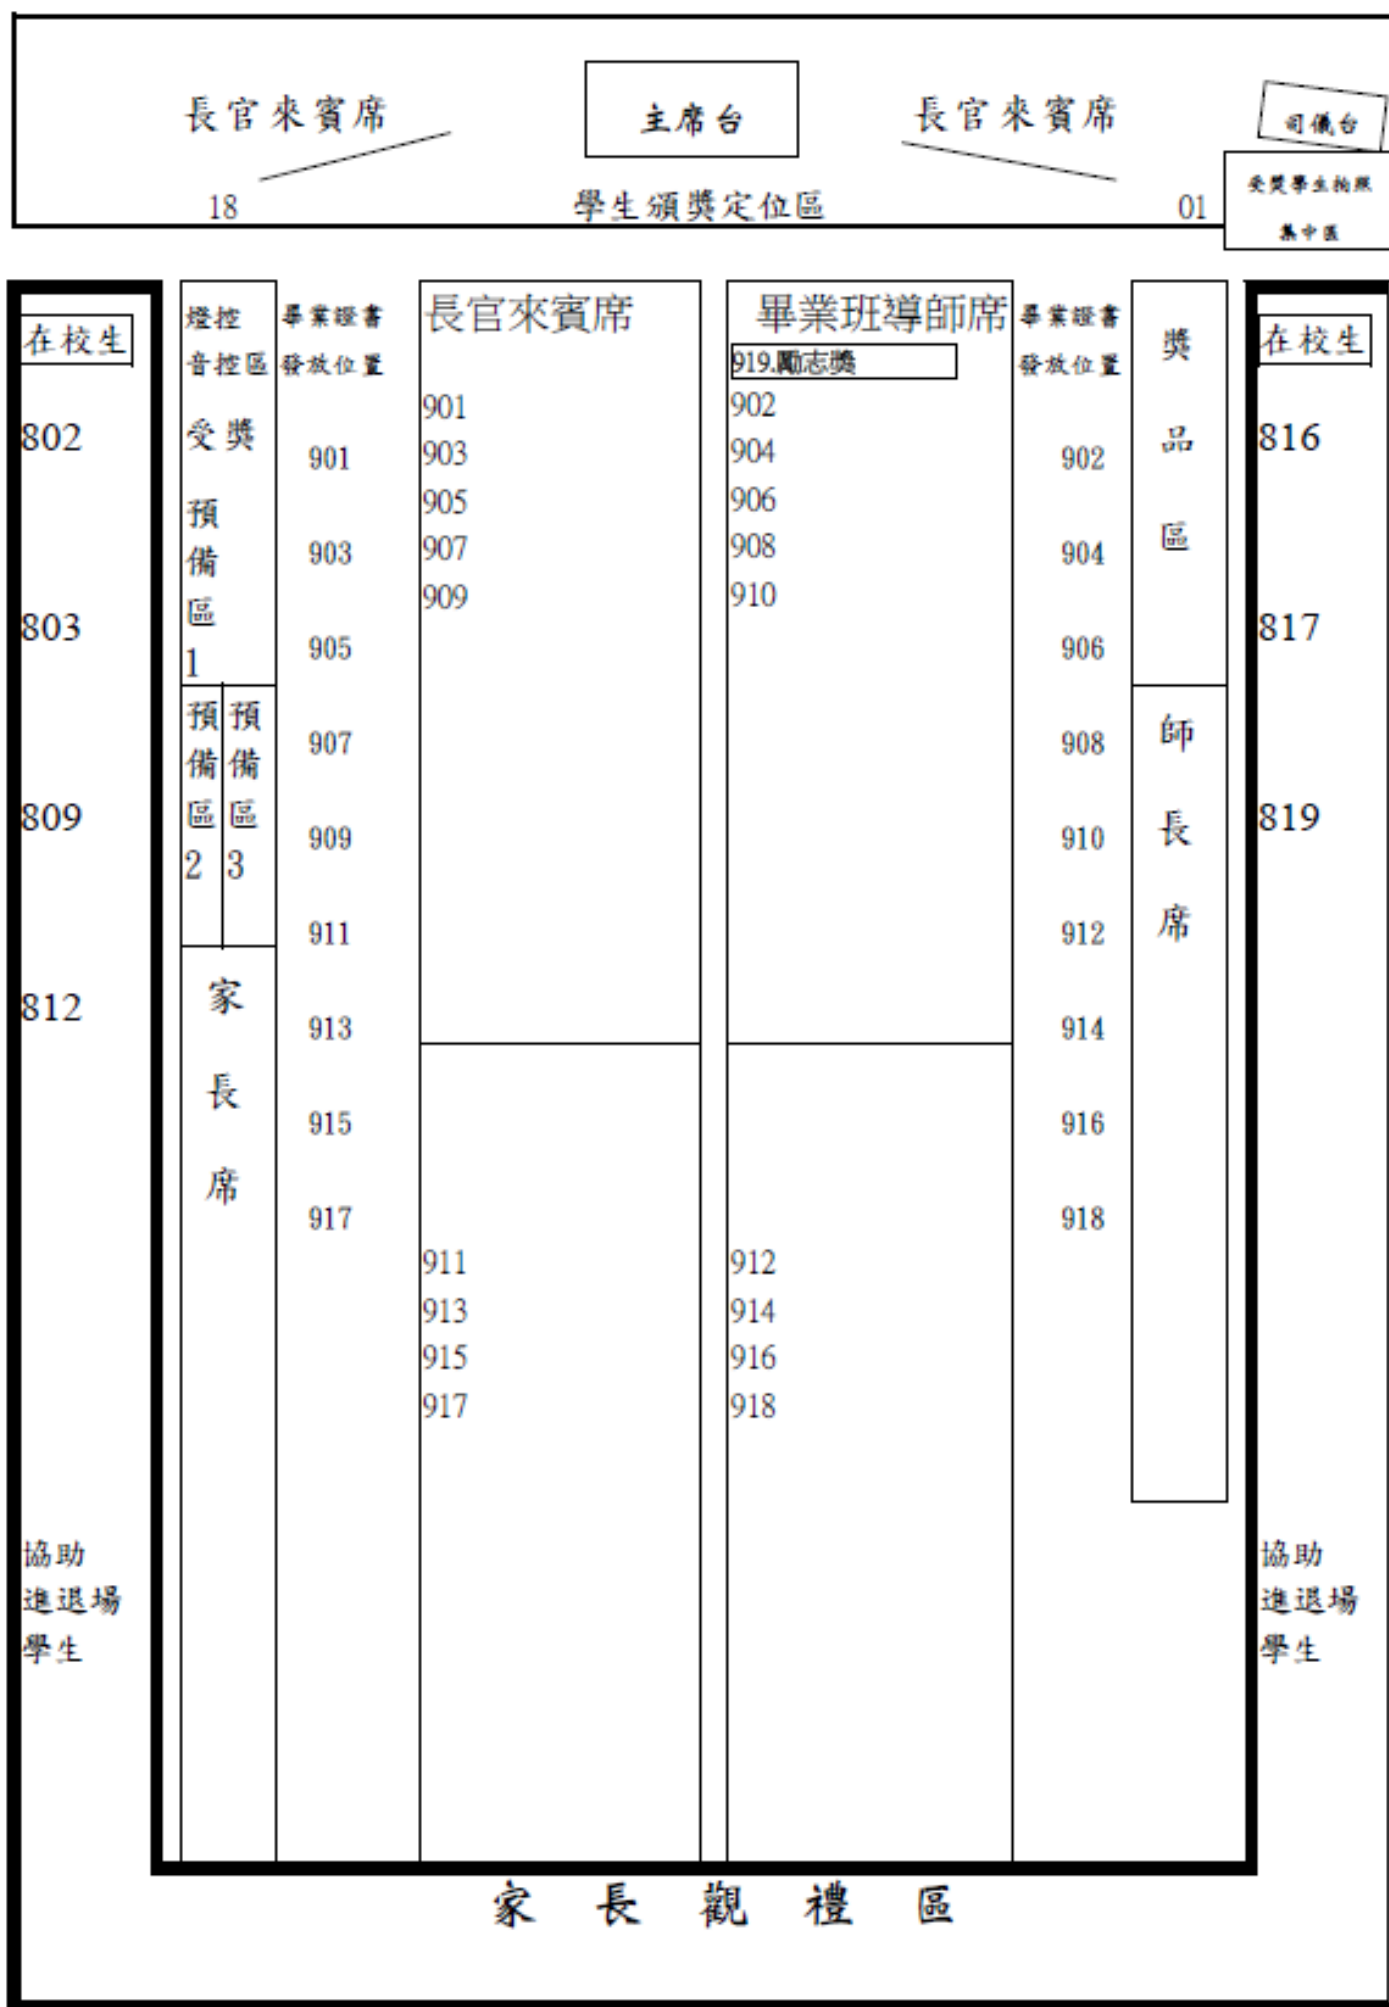 長官來賓席
主席台
長官來賓席
司儀台
18
學生頒獎定位區
01
受獎學生拍照
集中區
在校生
802
803
809
812
協助
進退場
學生
燈控
音控區
受獎
預
備
區
1
預
備
區
2
預
備
區
3
家
長
席
畢業證書
發放位置
901
903
905
907
909
911
913
915
917
長官來賓席
901
903
905
907
909
911
913
915
917
畢業班導師席
919.勵志獎
902
904
906
908
910
912
914
916
918
畢業證書
發放位置
902
904
906
908
910
912
914
916
918
獎
品
區
師
長
席
在校生
816
817
819
協助
進退場
學生
家長觀禮區